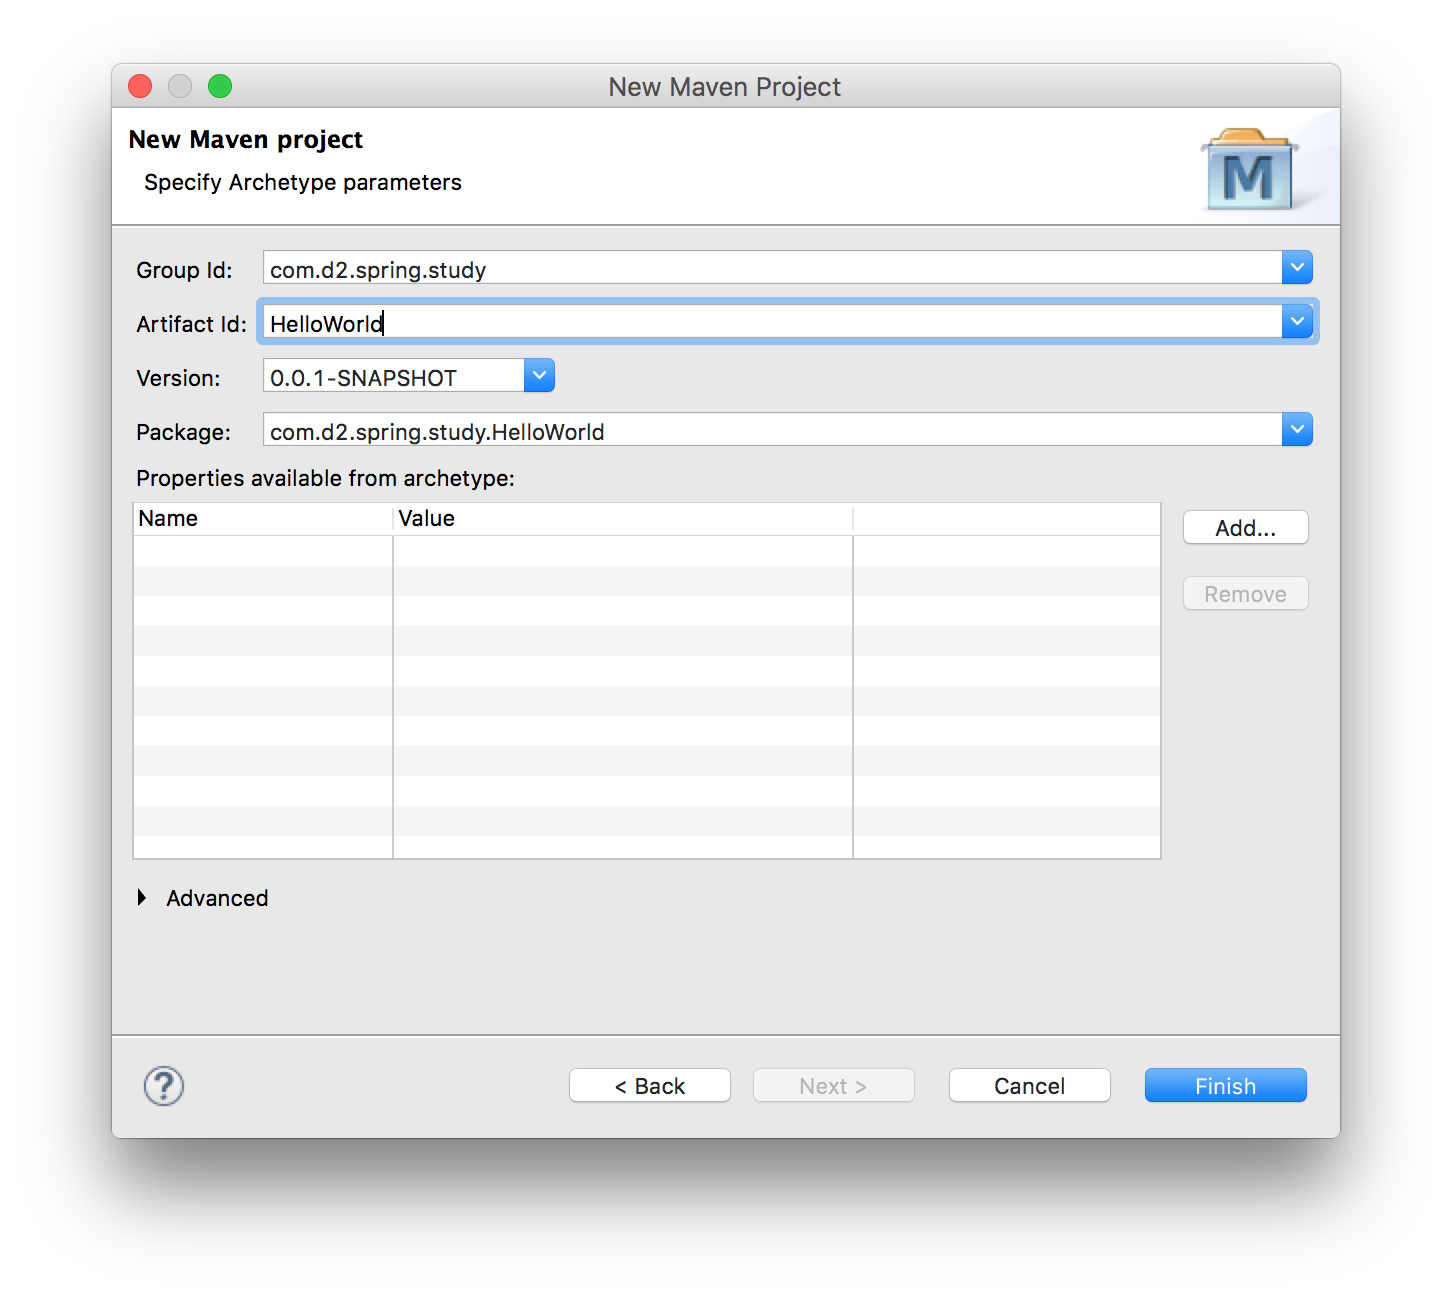 New Maven Project
New Maven project
Specify Archetype parameters
M
Group Id: com.d2.spring.study
Artifact Id: HelloWorld
Version: 0.0.1-SNAPSHOT
Package: com.d2.spring.study.HelloWorld
Properties available from archetype:
Name Value
Add...
Remove
Advanced
? < Back Next > Cancel Finish